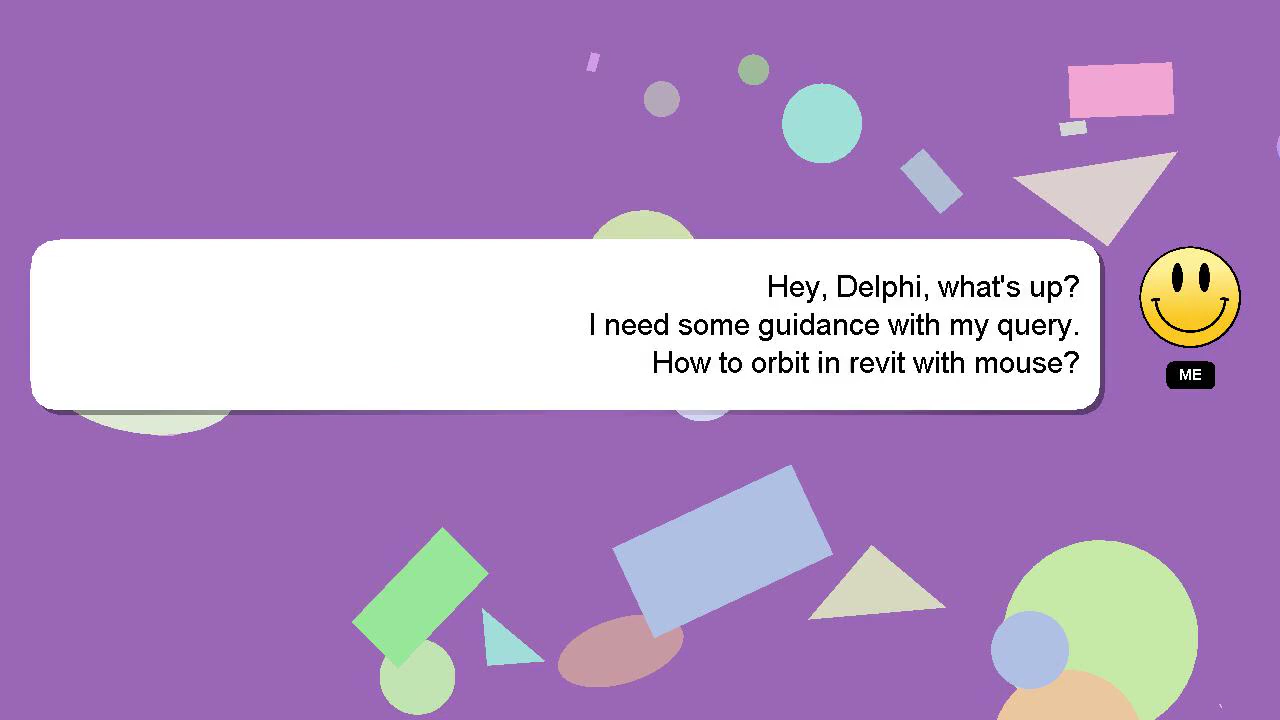 Hey, Delphi, what's up?
I need some guidance with my query.
How to orbit in revit with mouse?
ME